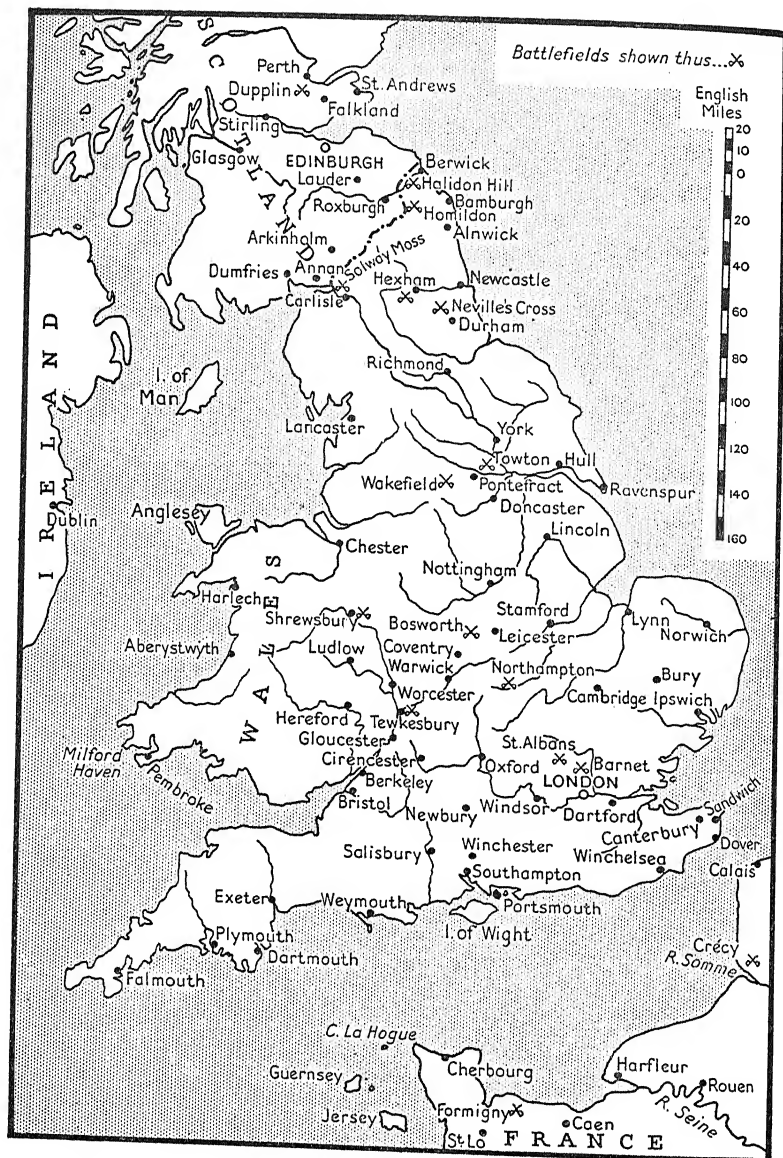 Battlefields shown thus...
English
Miles
20
10
0
20
40
60
80
100
120
140
160
SCOTLAND
Perth
Dupplin
St. Andrews
Falkland
Stirling
Glasgow
EDINBURGH
Berwick
Lauder
Halidon Hill
Roxburgh
Bamburgh
Homildon
Alnwick
Arkinholm
Solway Moss
Dumfries
Annan
Hexham
Newcastle
Carlisle
Neville's Cross
Durham
IRELAND
I. of
Man
Richmond
Lancaster
York
Towton
Hull
Wakefield
Pontefract
Ravenspur
Doncaster
Dublin
Anglesey
Lincoln
Chester
WALES
Nottingham
Harlech
Shrewsbury
Bosworth
Stamford
Lynn
Leicester
Norwich
Aberystwyth
Ludlow
Coventry
Warwick
Northampton
Bury
Worcester
Cambridge
Ipswich
Hereford
Tewkesbury
Gloucester
St. Albans
Milford
Haven
Pembroke
Cirencester
Oxford
Barnet
LONDON
Berkeley
Bristol
Newbury
Windsor
Dartford
Sandwich
Canterbury
Dover
Salisbury
Winchester
Winchelsea
Calais
Southampton
Exeter
Weymouth
Portsmouth
I. of Wight
Plymouth
Dartmouth
Crécy
R. Somme
Falmouth
C. La Hogue
Cherbourg
Harfleur
Guernsey
Rouen
Jersey
Formigny
Caen
R. Seine
St Lo
FRANCE